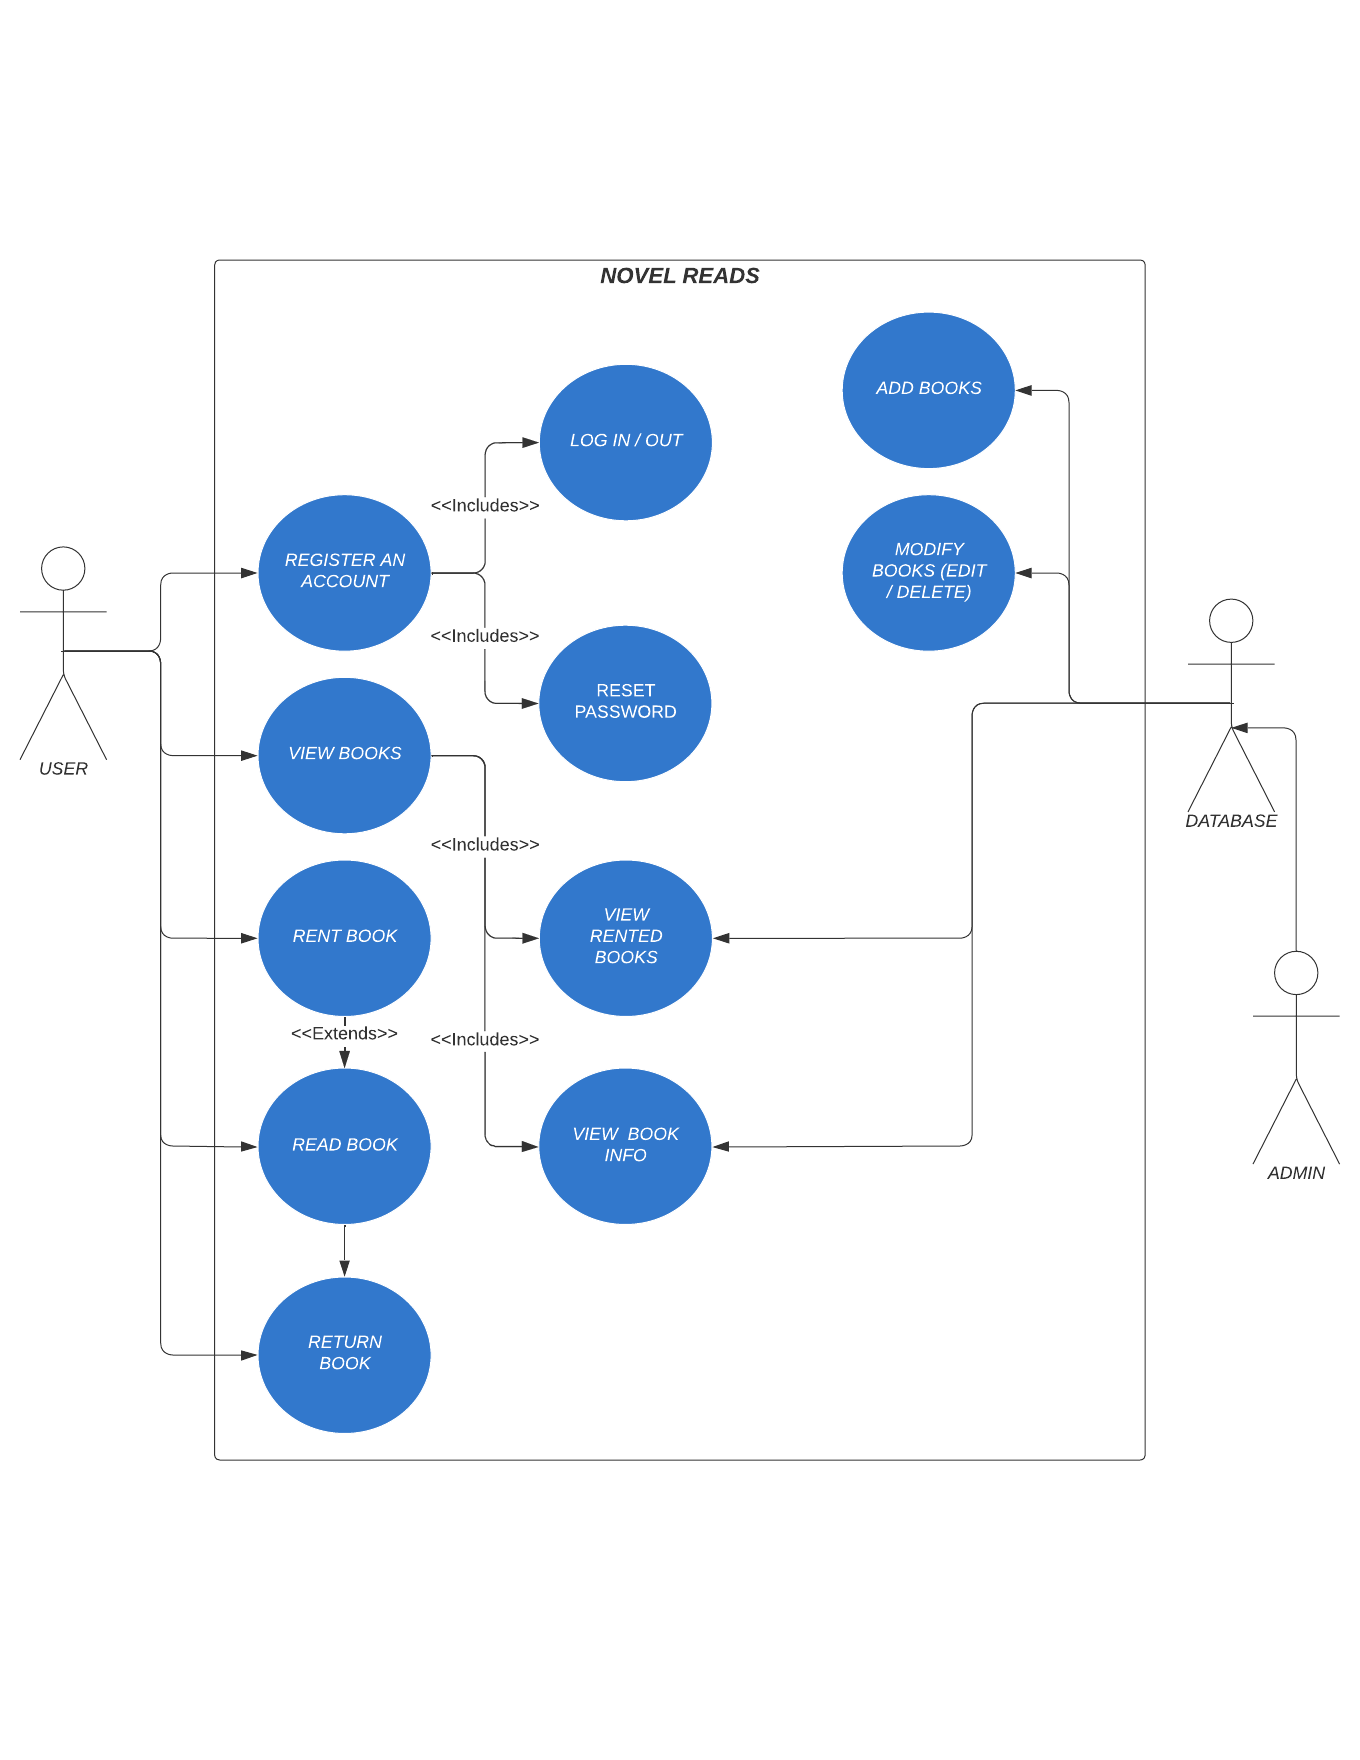 NOVEL READS
ADD BOOKS
LOG IN / OUT
<<Includes>>
REGISTER AN
ACCOUNT
MODIFY
BOOKS (EDIT
/ DELETE)
<<Includes>>
RESET
PASSWORD
VIEW BOOKS
USER
DATABASE
<<Includes>>
RENT BOOK
VIEW
RENTED
BOOKS
<<Extends>>
<<Includes>>
READ BOOK
VIEW  BOOK
INFO
ADMIN
RETURN
BOOK